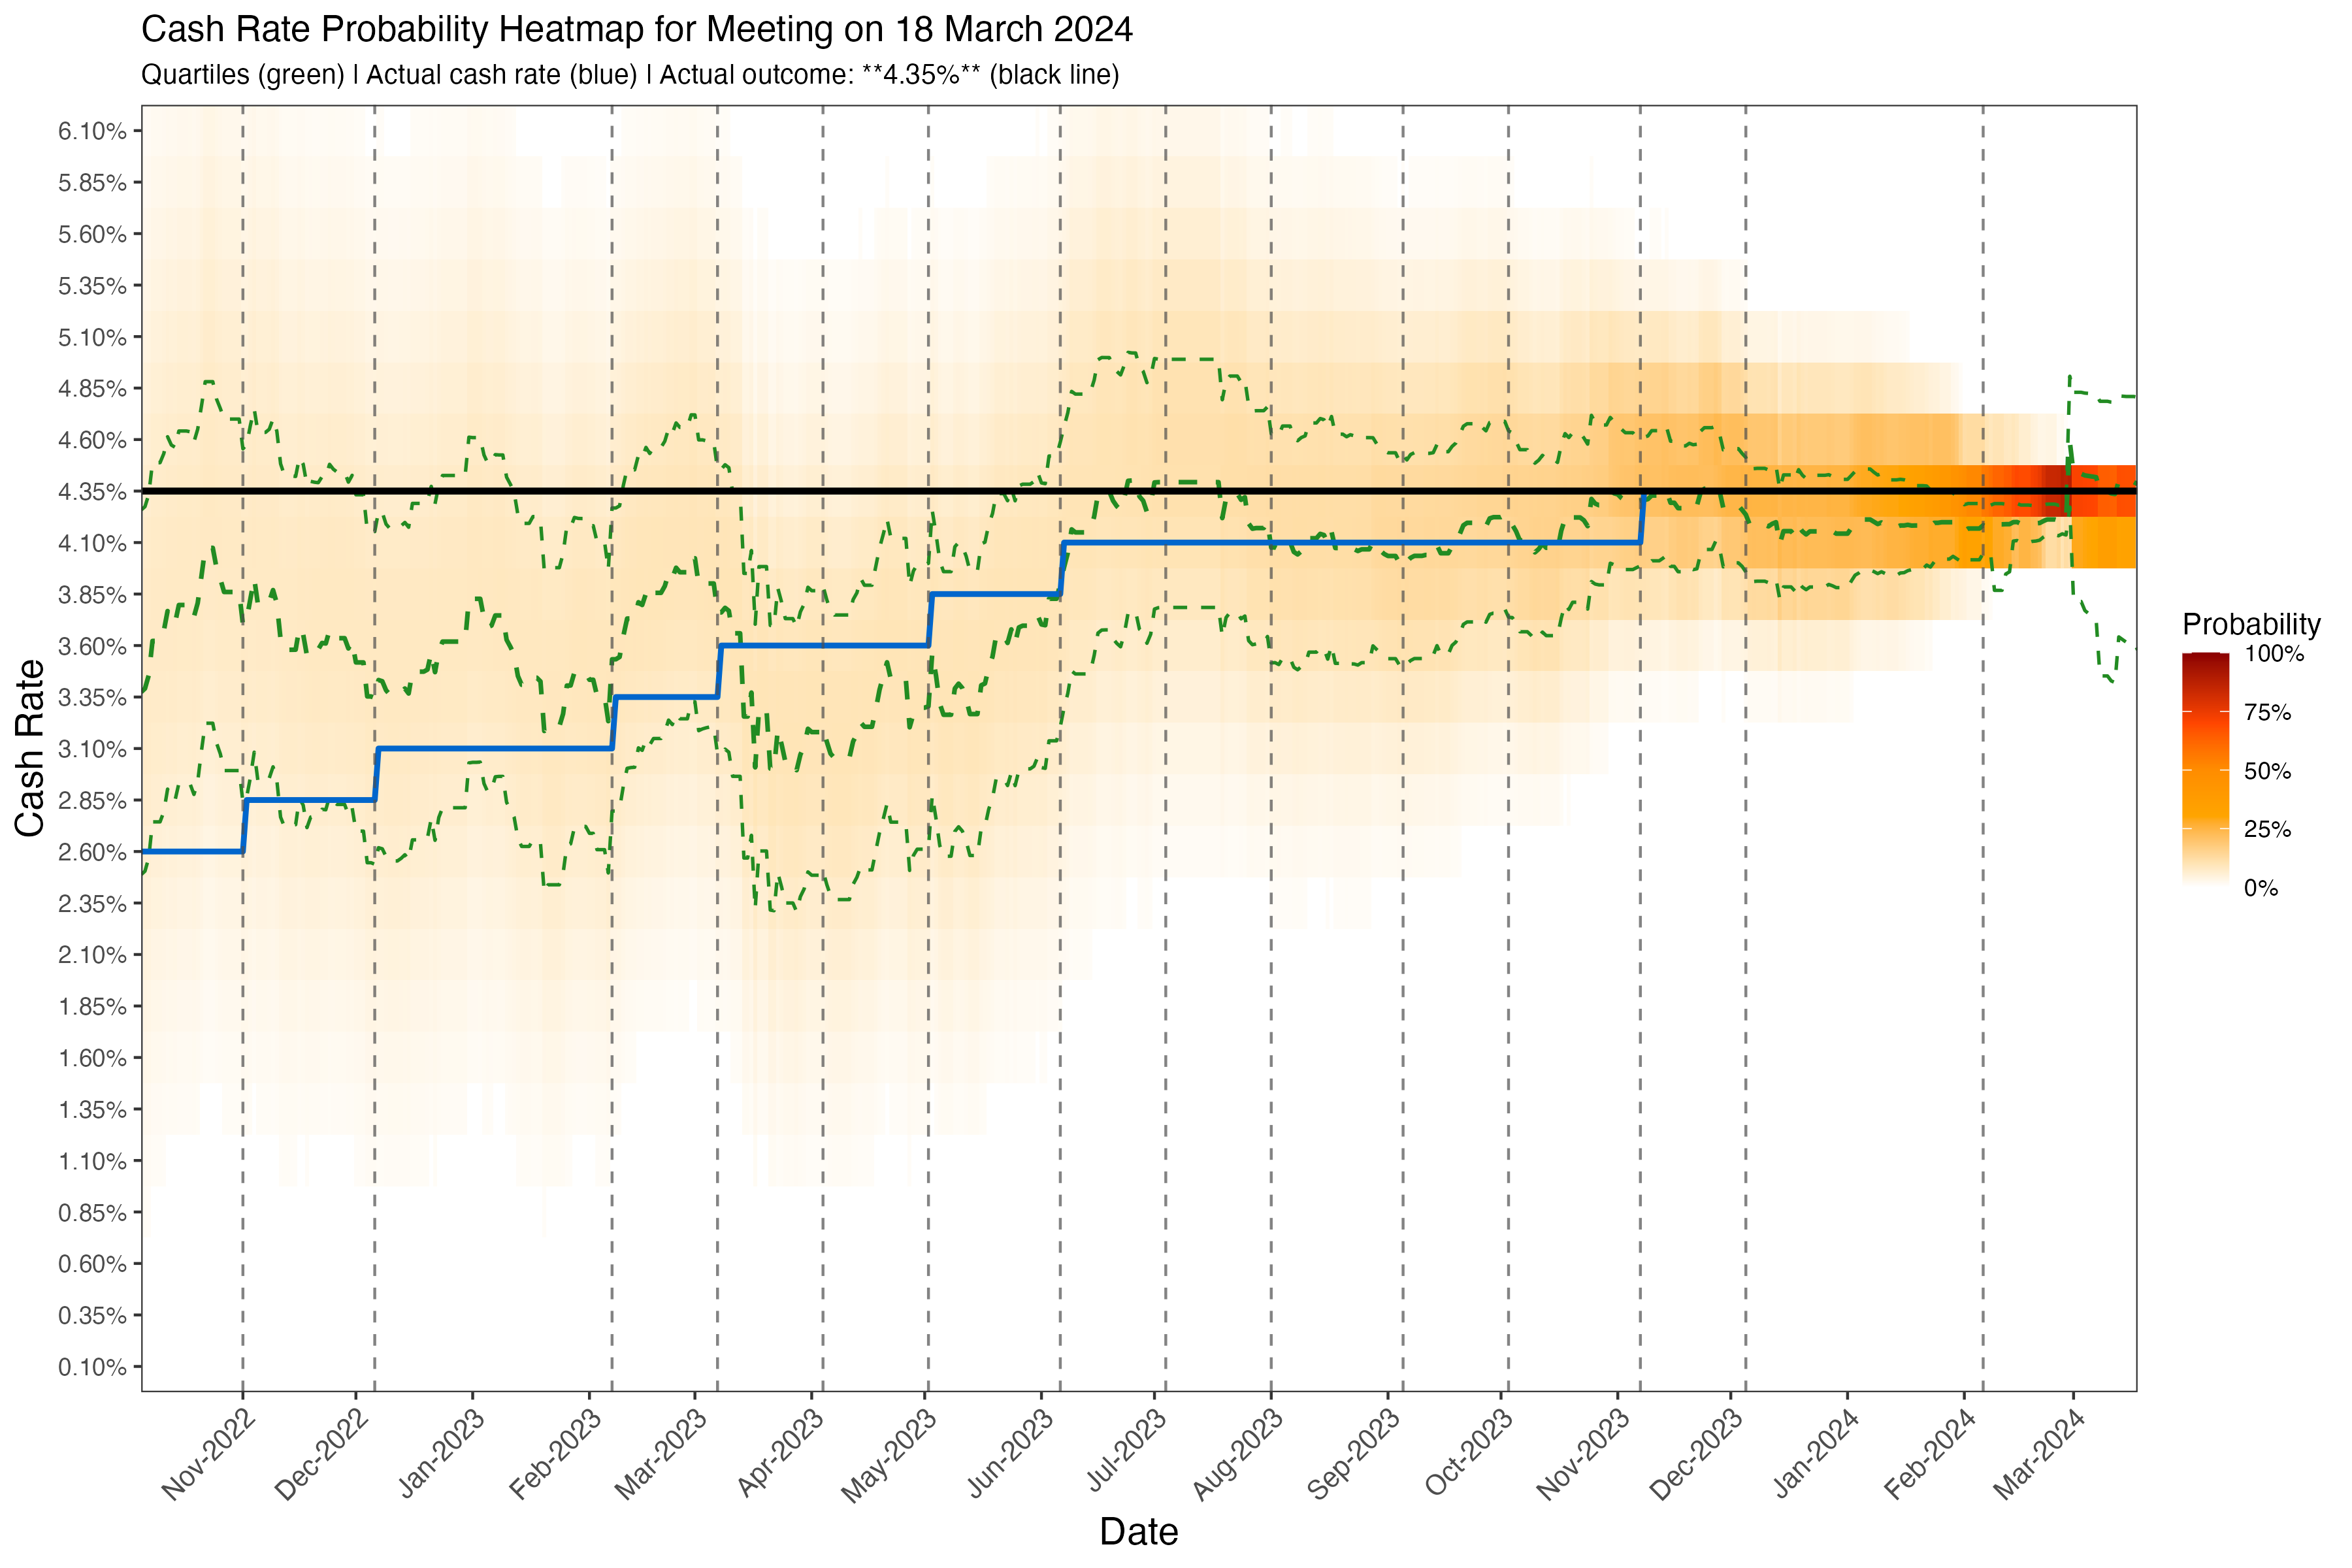 Cash Rate Probability Heatmap for Meeting on 18 March 2024
Quartiles (green) | Actual cash rate (blue) | Actual outcome: **4.35%** (black line)
Cash Rate
6.10%
5.85%
5.60%
5.35%
5.10%
4.85%
4.60%
4.35%
4.10%
3.85%
3.60%
3.35%
3.10%
2.85%
2.60%
2.35%
2.10%
1.85%
1.60%
1.35%
1.10%
0.85%
0.60%
0.35%
0.10%
Nov-2022
Dec-2022
Jan-2023
Feb-2023
Mar-2023
Apr-2023
May-2023
Jun-2023
Jul-2023
Aug-2023
Sep-2023
Oct-2023
Nov-2023
Dec-2023
Jan-2024
Feb-2024
Mar-2024
Date
Probability
100%
75%
50%
25%
0%